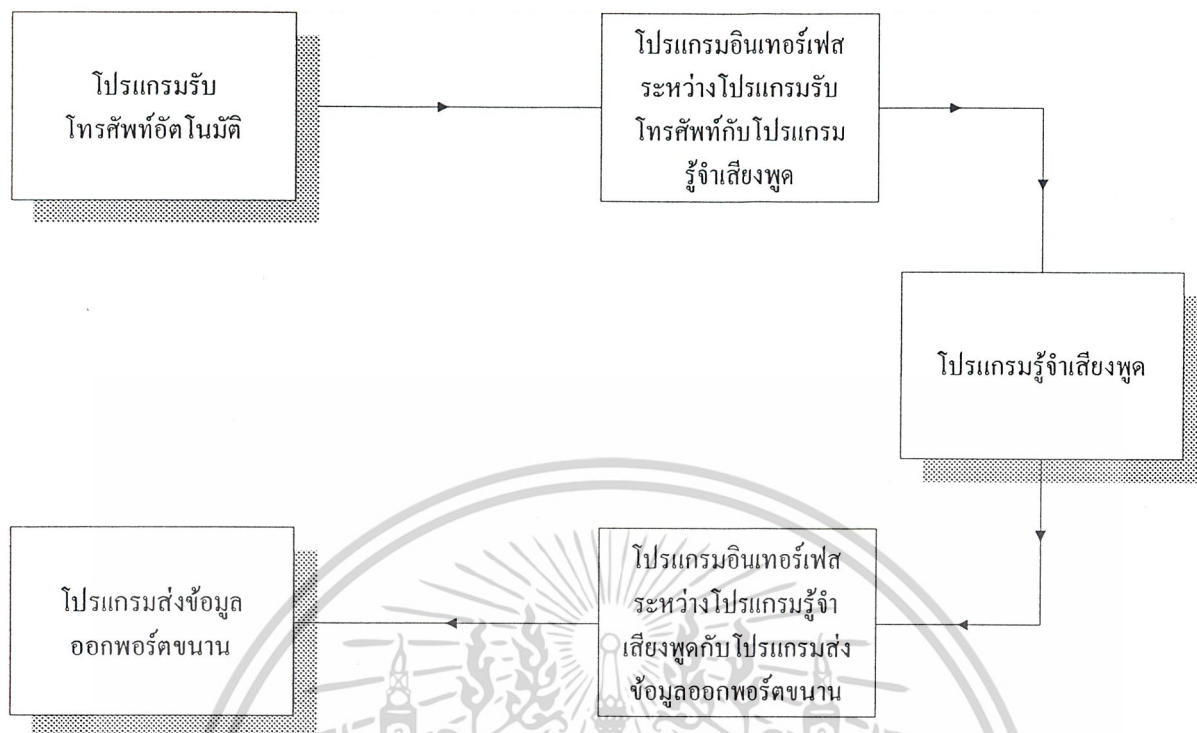 โปรแกรมรับ
โทรศัพท์อัตโนมัติ
โปรแกรมอินเทอร์เฟส
ระหว่างโปรแกรมรับ
โทรศัพท์กับโปรแกรม
รู้จำเสียงพูด
โปรแกรมรู้จำเสียงพูด
โปรแกรมอินเทอร์เฟส
ระหว่างโปรแกรมรู้จำ
เสียงพูดกับโปรแกรมส่ง
ข้อมูลออกพอร์ตขนาน
โปรแกรมส่งข้อมูล
ออกพอร์ตขนาน